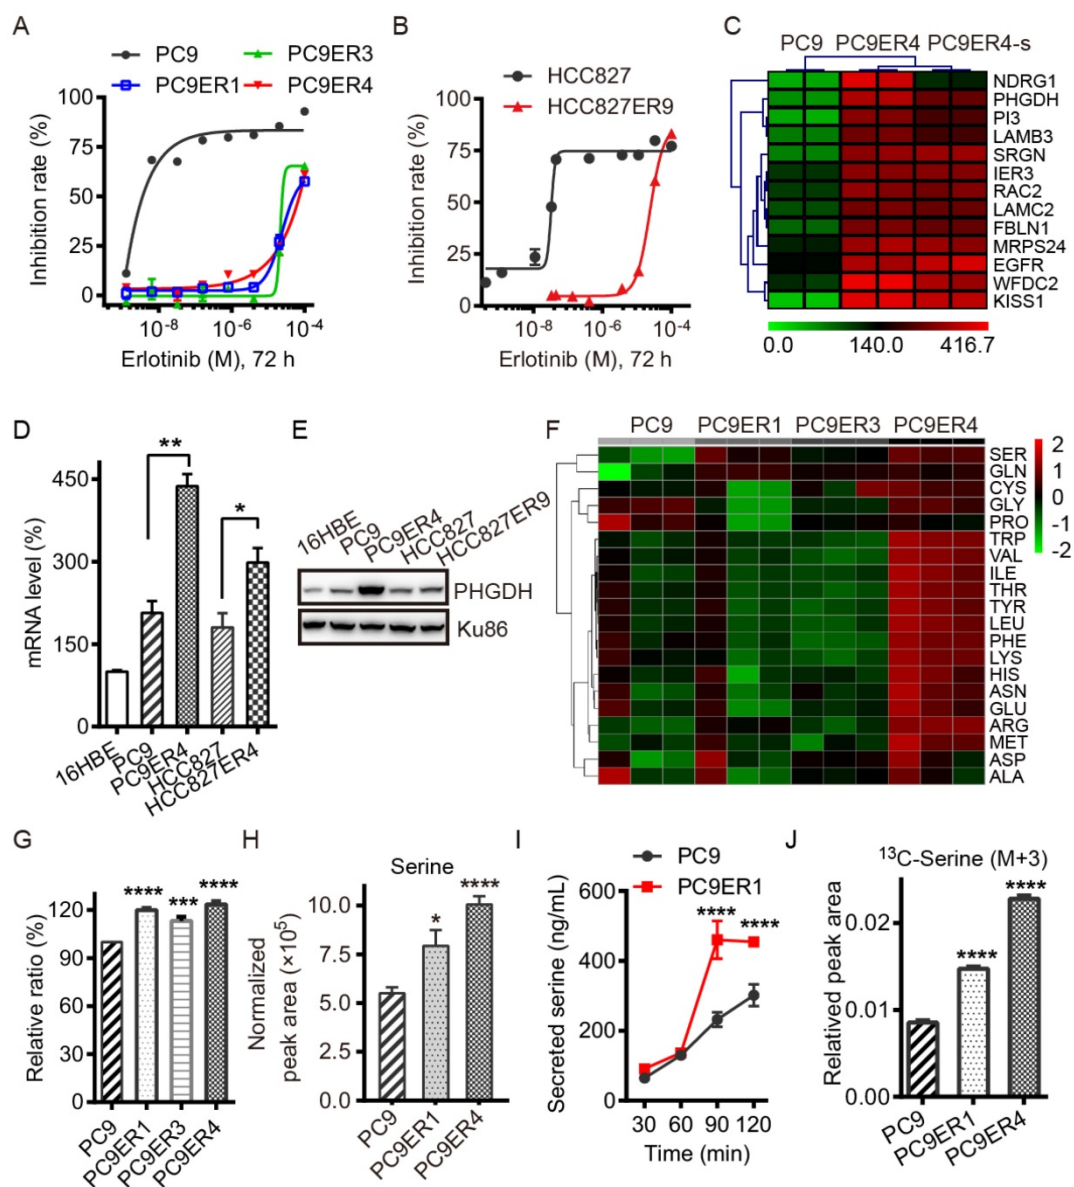 A
PC9
PC9ER1
PC9ER3
PC9ER4
Inhibition rate (%)
100
75
50
25
0
10⁻⁸
10⁻⁶
10⁻⁴
Erlotinib (M), 72 h
B
HCC827
HCC827ER9
Inhibition rate (%)
100
75
50
25
0
10⁻⁸
10⁻⁶
10⁻⁴
Erlotinib (M), 72 h
C
PC9 PC9ER4 PC9ER4-s
NDRG1
PHGDH
PI3
LAMB3
SRGN
IER3
RAC2
LAMC2
FBLN1
MRPS24
EGFR
WFDC2
KISS1
0.0 140.0 416.7
D
mRNA level (%)
450
300
150
0
**
*
16HBE
PC9
PC9ER4
HCC827
HCC827ER4
E
16HBE
PC9
PC9ER4
HCC827
HCC827ER9
PHGDH
Ku86
F
PC9 PC9ER1 PC9ER3 PC9ER4
SER
GLN
CYS
GLY
PRO
TRP
VAL
ILE
THR
TYR
LEU
PHE
LYS
HIS
ASN
GLU
ARG
MET
ASP
ALA
2
1
0
-1
-2
G
Relative ratio (%)
120
90
60
30
0
****
***
****
PC9
PC9ER1
PC9ER3
PC9ER4
H
Serine
Normalized
peak area (×10⁵)
10.0
5.0
0.0
*
****
PC9
PC9ER1
PC9ER4
I
PC9
PC9ER1
Secreted serine (ng/mL)
600
400
200
0
****
****
30 60 90 120
Time (min)
J
¹³C-Serine (M+3)
Relatived peak area
0.02
0.01
0.00
****
****
PC9
PC9ER1
PC9ER4